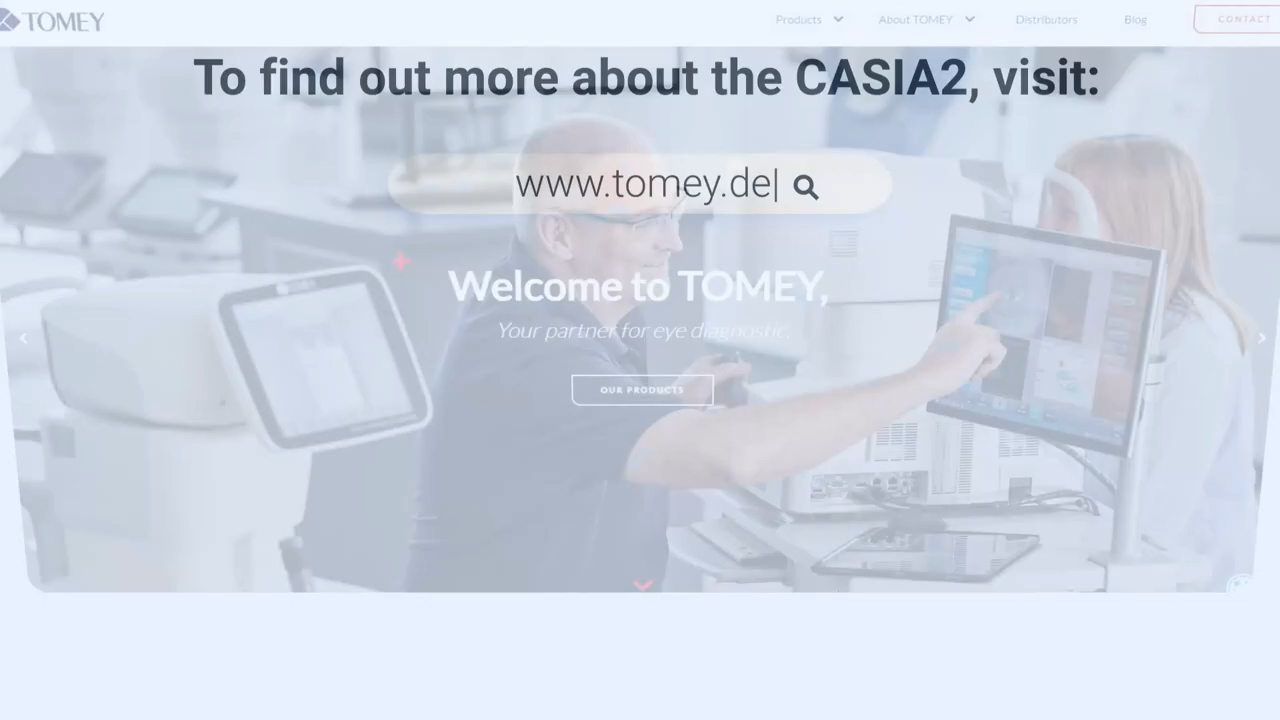 TOMEY
Products
About TOMEY
Distributors
Blog
CONTACT
To find out more about the CASIA2, visit:
www.tomey.de|
Welcome to TOMEY,
Your partner for eye diagnostic.
OUR PRODUCTS